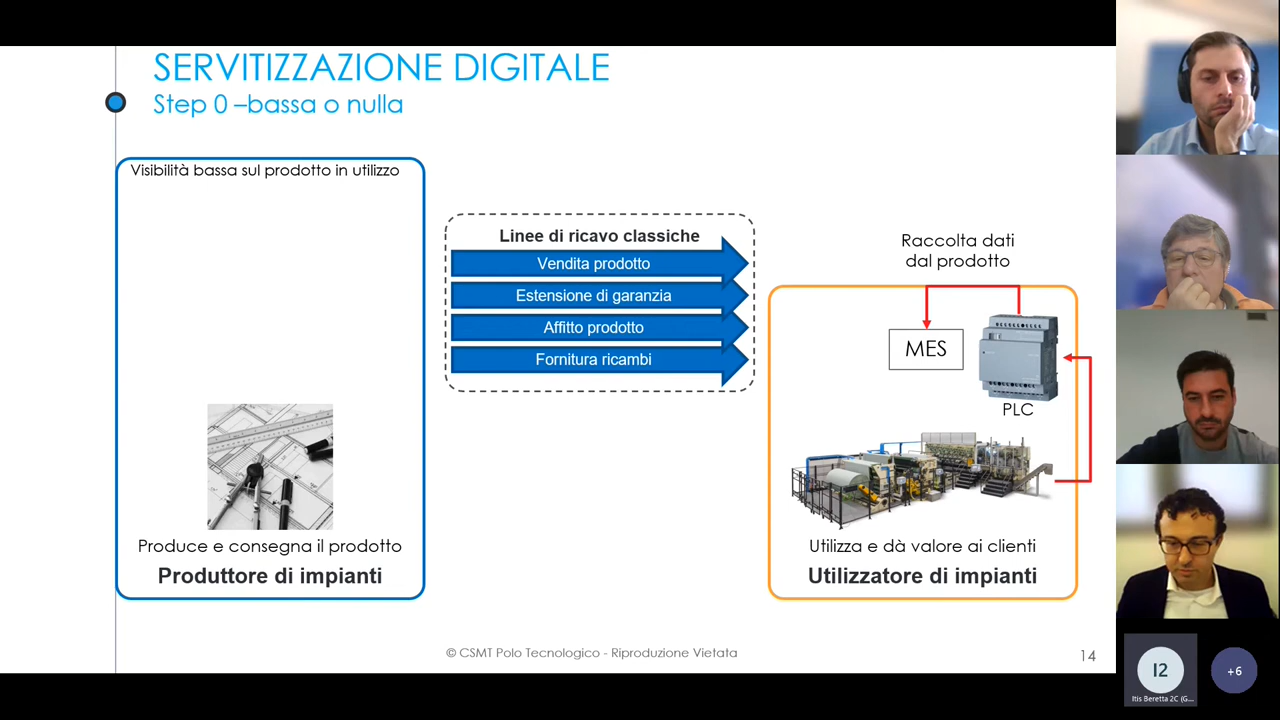 SERVITIZZAZIONE DIGITALE
Step 0 –bassa o nulla
Visibilità bassa sul prodotto in utilizzo
Linee di ricavo classiche
Vendita prodotto
Estensione di garanzia
Affitto prodotto
Fornitura ricambi
Raccolta dati
dal prodotto
MES
PLC
Produce e consegna il prodotto
Produttore di impianti
Utilizza e dà valore ai clienti
Utilizzatore di impianti
© CSMT Polo Tecnologico - Riproduzione Vietata
14
I2
Itis Beretta 2C (G...
+6